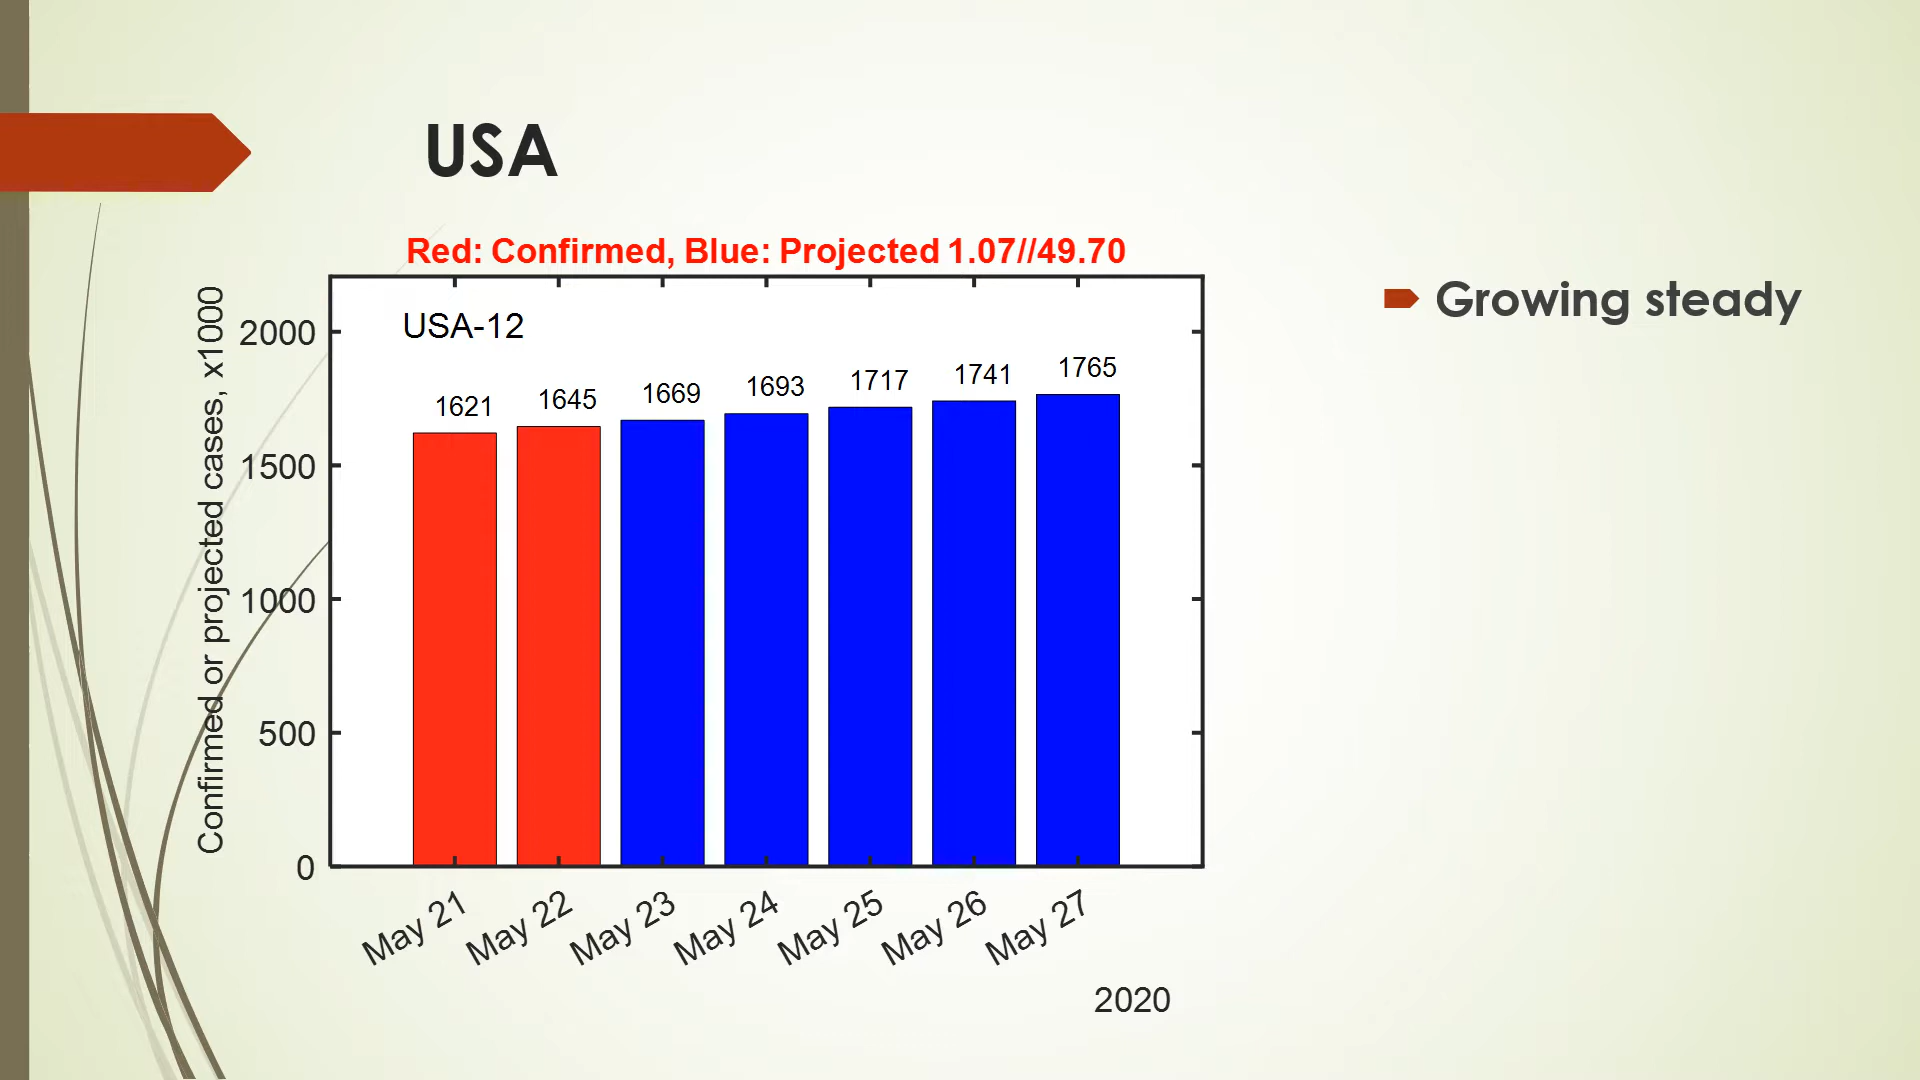 USA
Red: Confirmed, Blue: Projected 1.07//49.70
Growing steady
USA-12
Confirmed or projected cases, x1000
2000
1500
1000
500
0
1621
1645
1669
1693
1717
1741
1765
May 21
May 22
May 23
May 24
May 25
May 26
May 27
2020